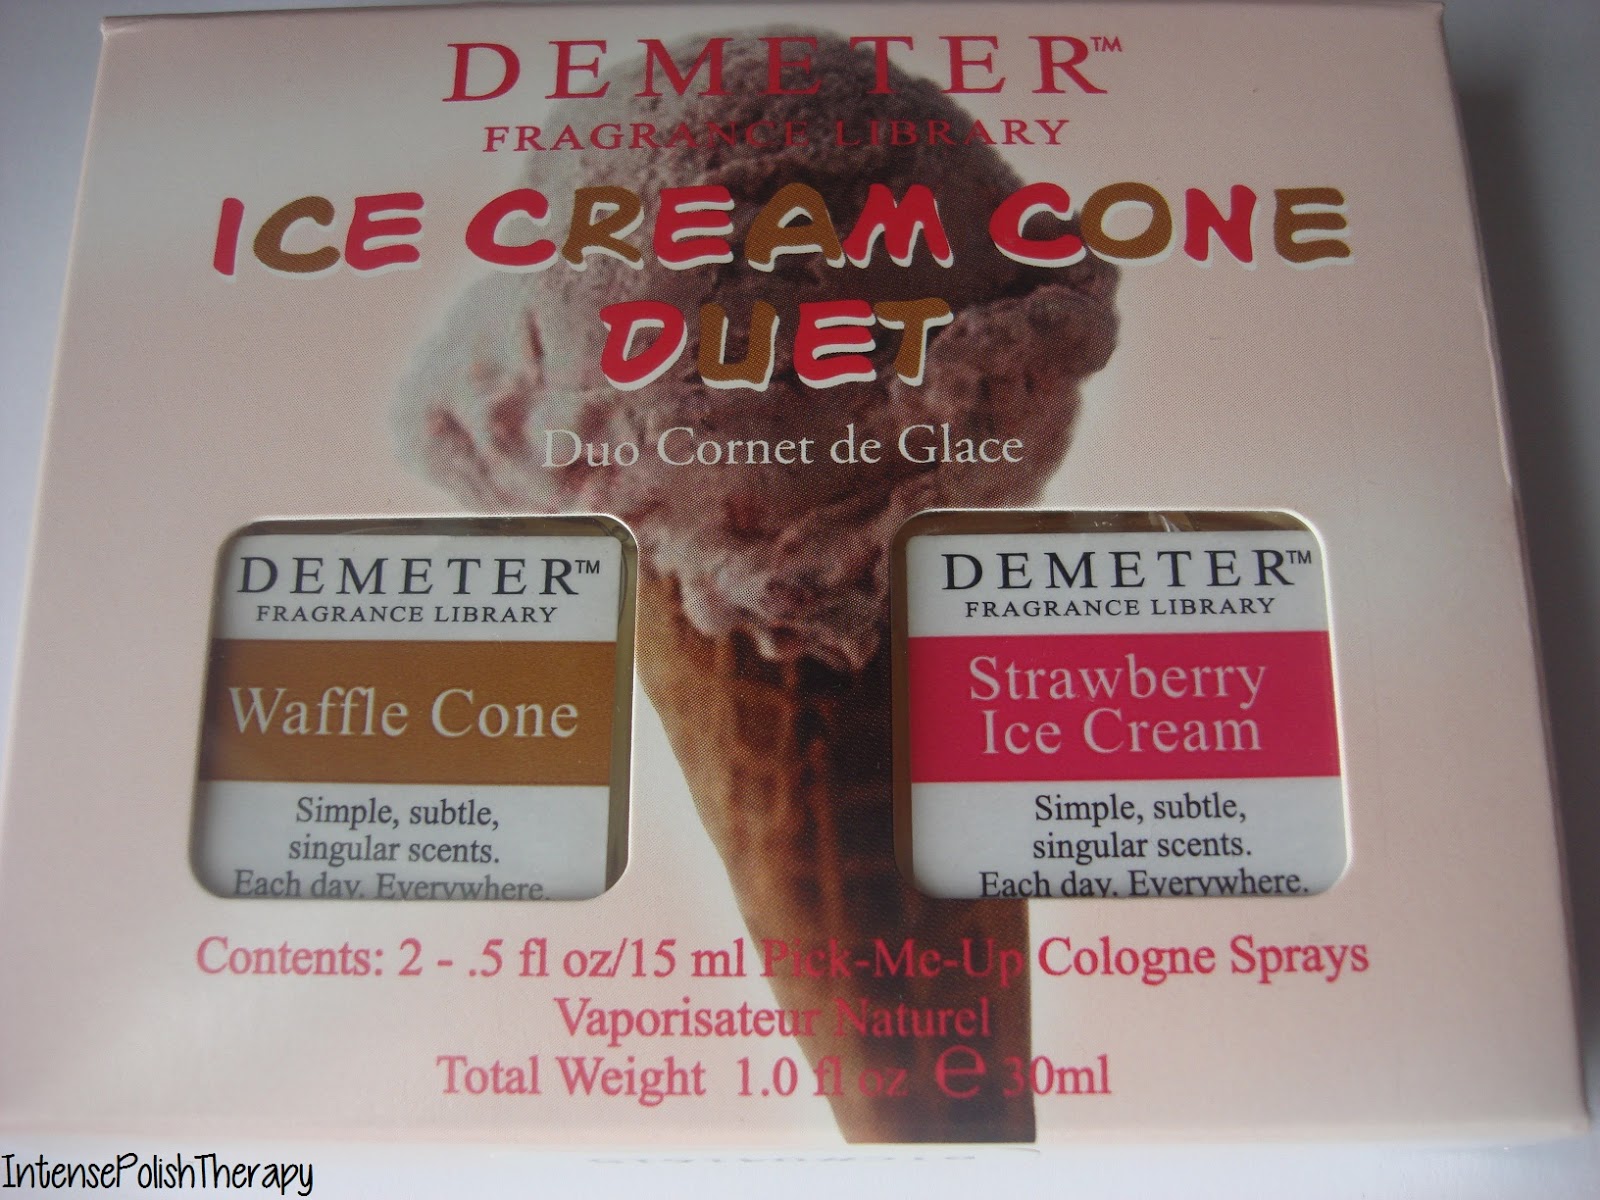 DEMETER™
FRAGRANCE LIBRARY
ICE CREAM CONE
DUET
Duo Cornet de Glace
DEMETER™
FRAGRANCE LIBRARY
Waffle Cone
Simple, subtle,
singular scents.
Each day. Everywhere.
DEMETER™
FRAGRANCE LIBRARY
Strawberry
Ice Cream
Simple, subtle,
singular scents.
Each day. Everywhere.
Contents: 2 - .5 fl oz/15 ml Pick-Me-Up Cologne Sprays
Vaporisateur Naturel
Total Weight 1.0 fl oz ℮ 30ml
IntensePolishTherapy